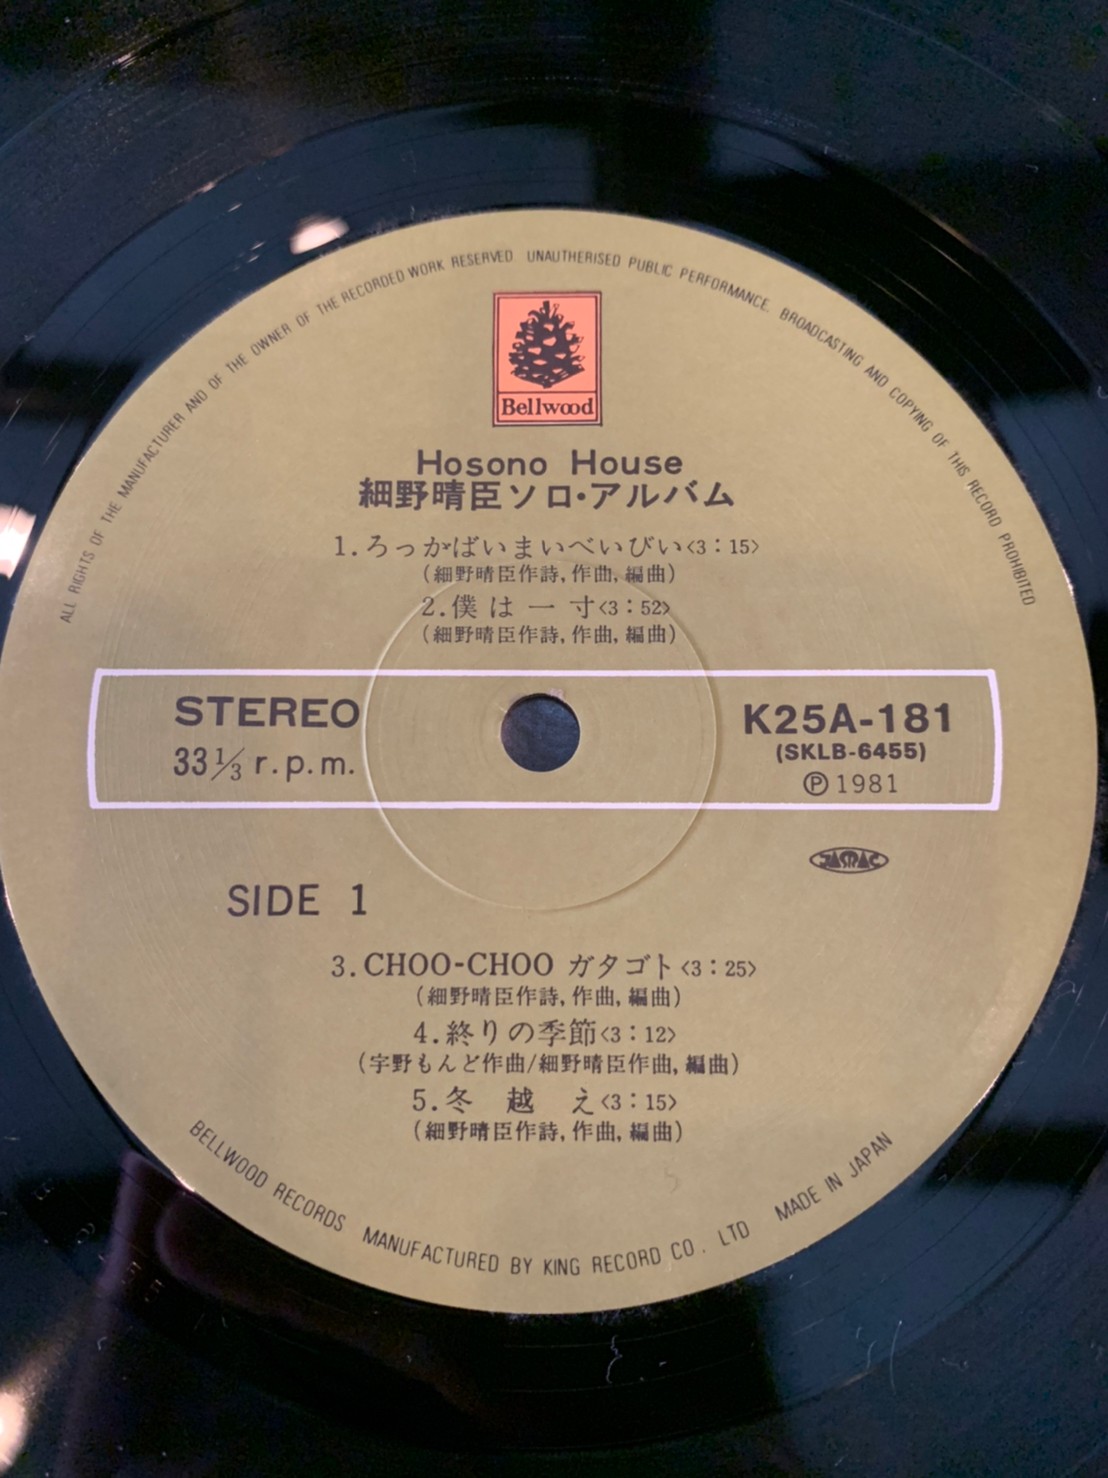 ALL RIGHTS OF THE MANUFACTURER AND OF THE OWNER OF THE RECORDED WORK RESERVED. UNAUTHORISED PUBLIC PERFORMANCE. BROADCASTING AND COPYING OF THIS RECORD PROHIBITED
Bellwood
Hosono House
細野晴臣ソロ・アルバム
1.ろっかばいまいべいびい<3:15>
(細野晴臣作詩,作曲,編曲)
2.僕は一寸<3:52>
(細野晴臣作詩,作曲,編曲)
STEREO
33⅓ r.p.m.
K25A-181
(SKLB-6455)
Ⓟ1981
JASRAC
SIDE 1
3.CHOO-CHOO ガタゴト<3:25>
(細野晴臣作詩,作曲,編曲)
4.終りの季節<3:12>
(宇野もんど作曲/細野晴臣作曲,編曲)
5.冬越え<3:15>
(細野晴臣作詩,作曲,編曲)
BELLWOOD RECORDS MANUFACTURED BY KING RECORD CO. LTD MADE IN JAPAN